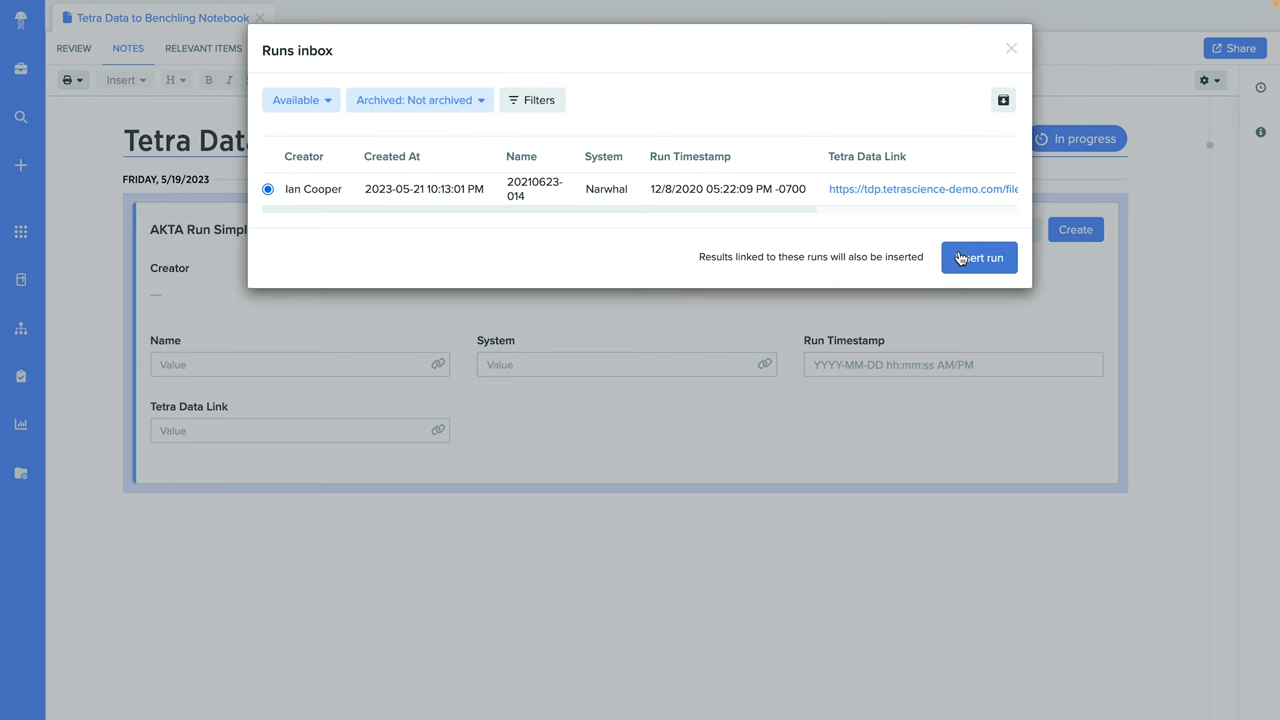 Tetra Data to Benchling Notebook
REVIEW
NOTES
RELEVANT ITEMS
Share
Insert
H
B
I
Runs inbox
Available
Archived: Not archived
Filters
Creator
Created At
Name
System
Run Timestamp
Tetra Data Link
Ian Cooper
2023-05-21 10:13:01 PM
20210623-
014
Narwhal
12/8/2020 05:22:09 PM -0700
https://tdp.tetrascience-demo.com/file
Results linked to these runs will also be inserted
run
Tetra
In progress
FRIDAY, 5/19/2023
AKTA Run
Create
Creator
—
Name
System
Run Timestamp
Value
Value
YYYY-MM-DD hh:mm:ss AM/PM
Tetra Data Link
Value